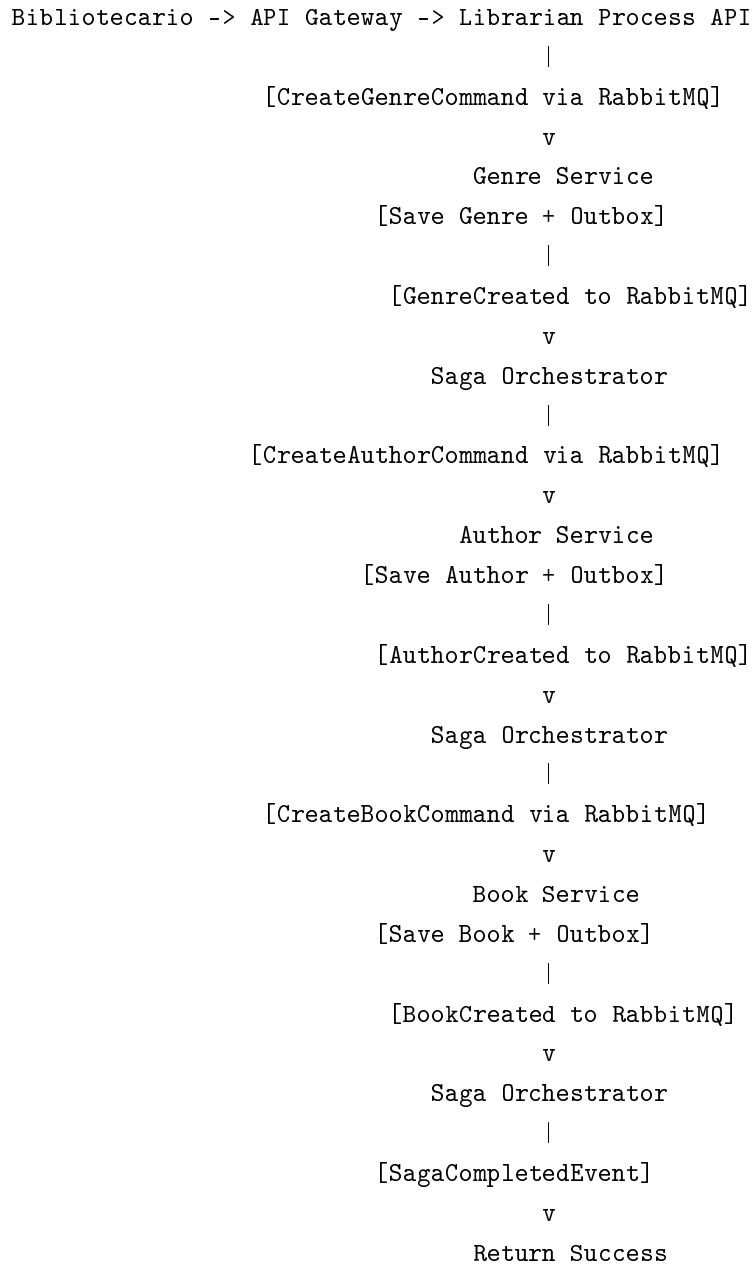 Bibliotecario -> API Gateway -> Librarian Process API
|
[CreateGenreCommand via RabbitMQ]
v
Genre Service
[Save Genre + Outbox]
|
[GenreCreated to RabbitMQ]
v
Saga Orchestrator
|
[CreateAuthorCommand via RabbitMQ]
v
Author Service
[Save Author + Outbox]
|
[AuthorCreated to RabbitMQ]
v
Saga Orchestrator
|
[CreateBookCommand via RabbitMQ]
v
Book Service
[Save Book + Outbox]
|
[BookCreated to RabbitMQ]
v
Saga Orchestrator
|
[SagaCompletedEvent]
v
Return Success